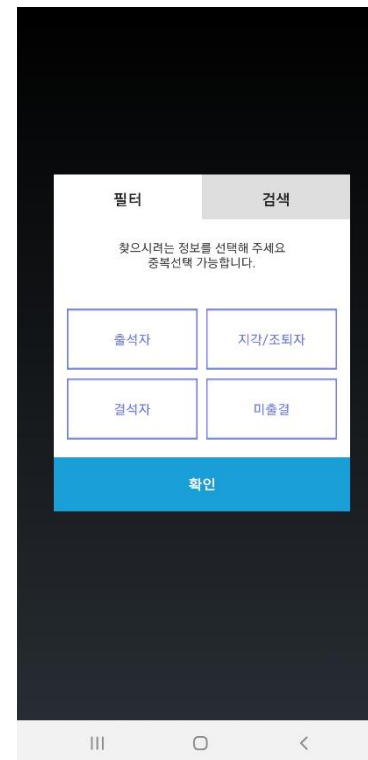 필터
검색
찾으시려는 정보를 선택해 주세요
중복선택 가능합니다.
출석자
지각/조퇴자
결석자
미출결
확인